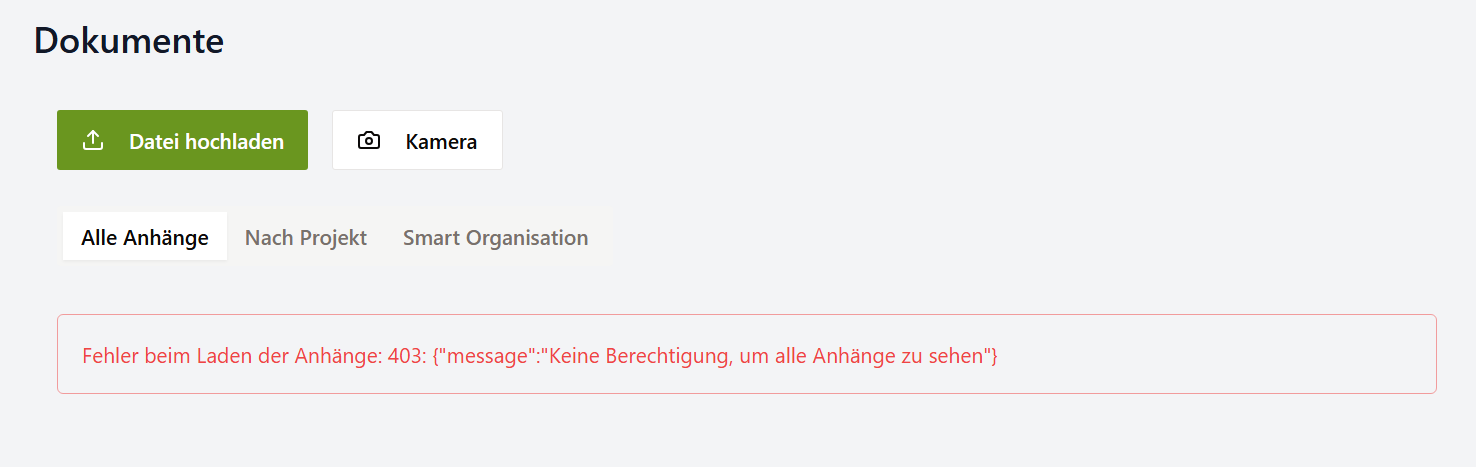 Dokumente
Datei hochladen
Kamera
Alle Anhänge
Nach Projekt
Smart Organisation
Fehler beim Laden der Anhänge: 403: {"message":"Keine Berechtigung, um alle Anhänge zu sehen"}